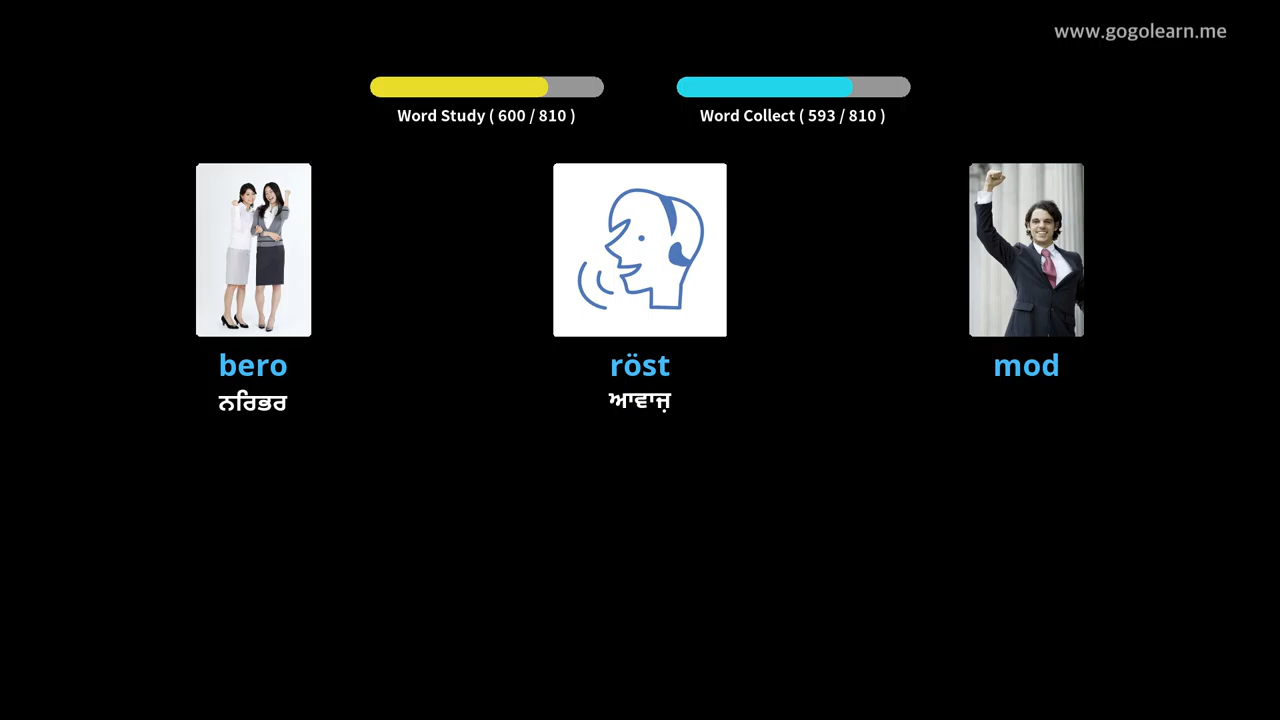 www.gogolearn.me
Word Study ( 600 / 810 )
Word Collect ( 593 / 810 )
bero
röst
mod
ਨਰਿਭਰ
ਆਵਾਜ਼